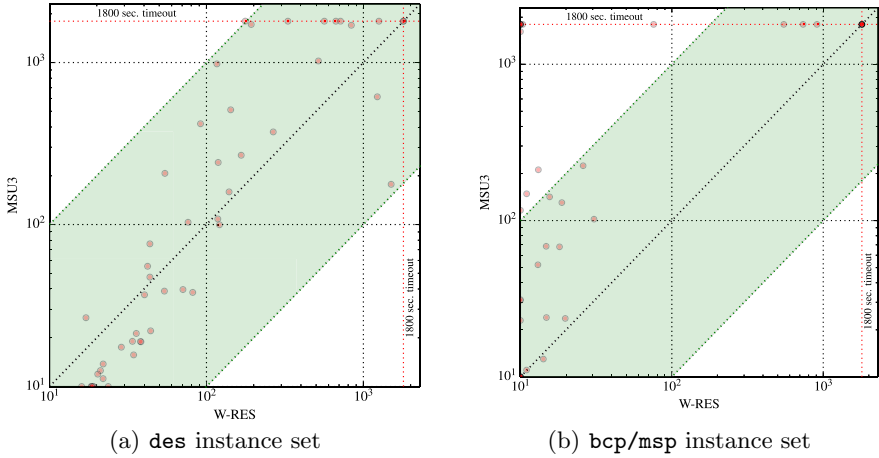 1800 sec. timeout
10³
10²
10¹
MSU3
1800 sec. timeout
10¹ 10² 10³
W-RES
(a) des instance set
1800 sec. timeout
10³
10²
10¹
MSU3
1800 sec. timeout
10¹ 10² 10³
W-RES
(b) bcp/msp instance set